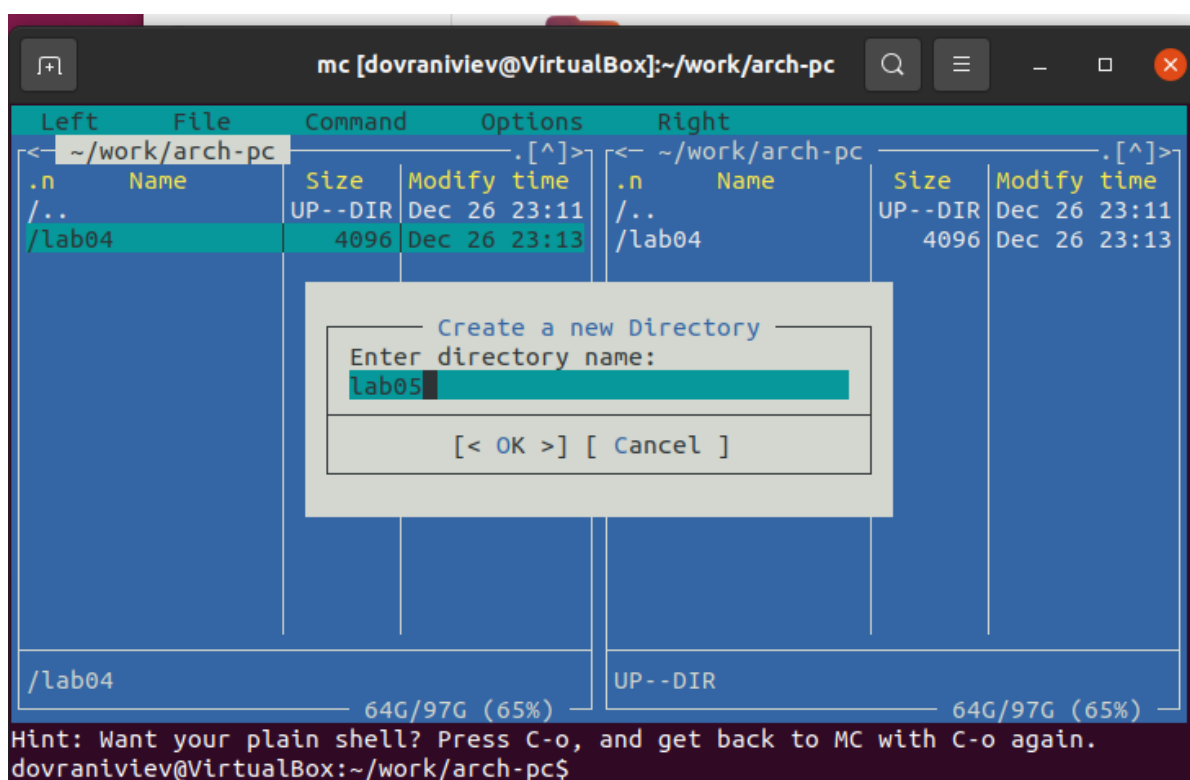 mc [dovraniviev@VirtualBox]:~/work/arch-pc
Left File Command Options Right
<— ~/work/arch-pc —.[^]> <— ~/work/arch-pc —.[^]>
.n Name Size Modify time .n Name Size Modify time
/.. UP--DIR Dec 26 23:11 /.. UP--DIR Dec 26 23:11
/lab04 4096 Dec 26 23:13 /lab04 4096 Dec 26 23:13
Create a new Directory
Enter directory name:
lab05
[< OK >] [ Cancel ]
/lab04 UP--DIR
64G/97G (65%) 64G/97G (65%)
Hint: Want your plain shell? Press C-o, and get back to MC with C-o again.
dovraniviev@VirtualBox:~/work/arch-pc$